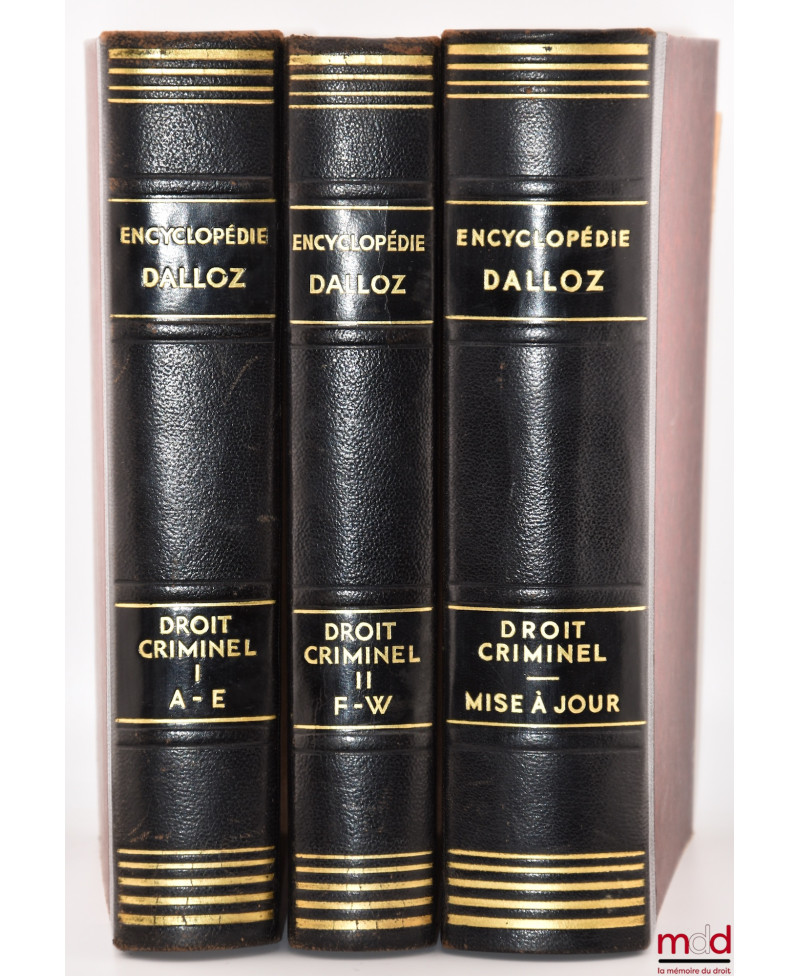 ENCYCLOPÉDIE
DALLOZ
DROIT
CRIMINEL
I
A-E
ENCYCLOPÉDIE
DALLOZ
DROIT
CRIMINEL
II
F-W
ENCYCLOPÉDIE
DALLOZ
DROIT
CRIMINEL
MISE À JOUR
mdd
la mémoire du droit